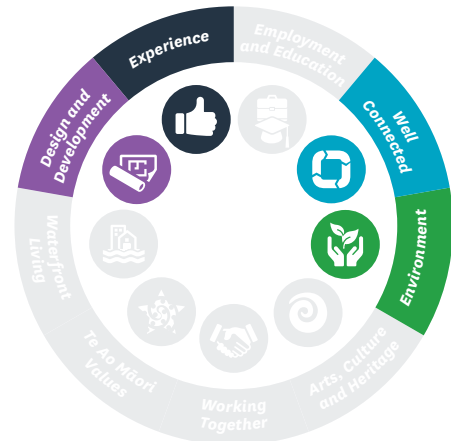 Experience
Employment
and Education
Well
Connected
Environment
Arts, Culture
and Heritage
Working
Together
Te Ao Māori
Values
Waterfront
Living
Design and
Development